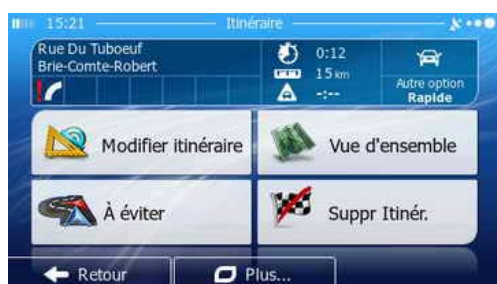 15:21 Itinéraire
Rue Du Tuboeuf
Brie-Comte-Robert
0:12
15 km
-:--
Autre option
Rapide
Modifier itinéraire
Vue d'ensemble
À éviter
Suppr Itinér.
Retour
Plus...